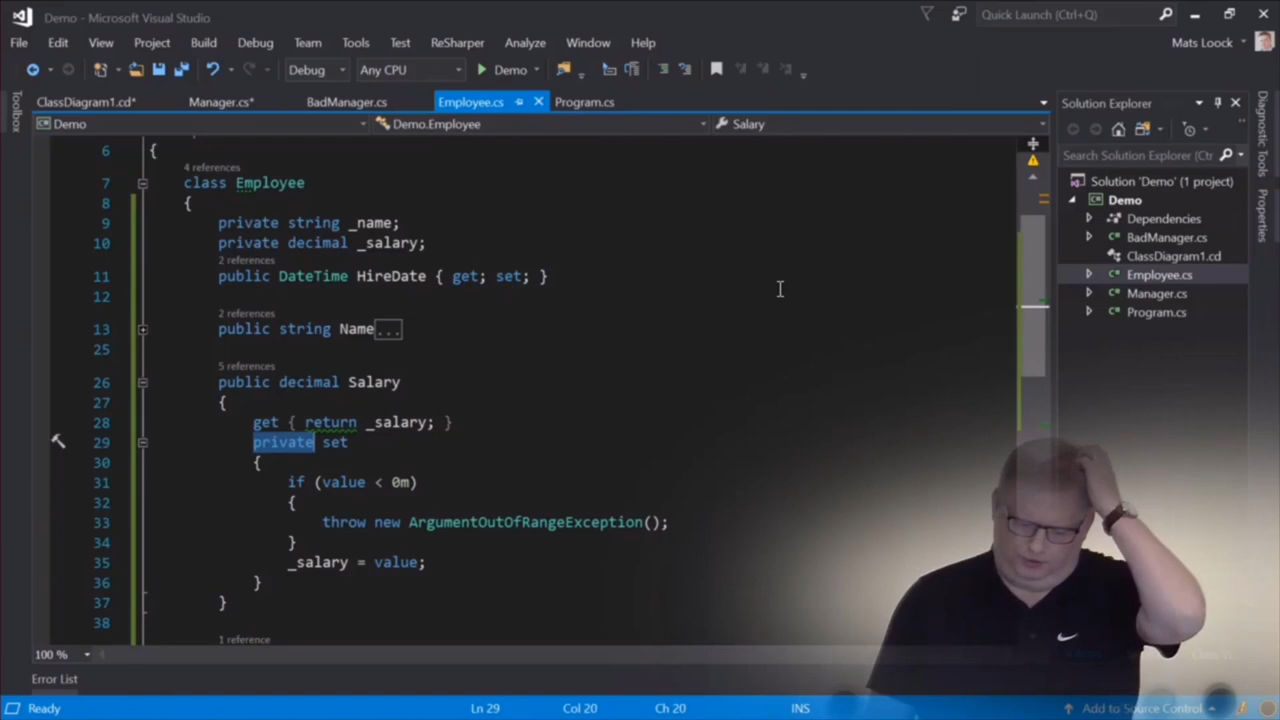 Demo - Microsoft Visual Studio
Quick Launch (Ctrl+Q)
File Edit View Project Build Debug Team Tools Test ReSharper Analyze Window Help
Mats Loock
Debug Any CPU Demo
ClassDiagram1.cd* Manager.cs* BadManager.cs Employee.cs Program.cs
Solution Explorer
Demo Demo.Employee Salary
Toolbox
Diagnostic Tools
Properties
Search Solution Explorer (Ctrl
Solution 'Demo' (1 project)
Demo
Dependencies
BadManager.cs
ClassDiagram1.cd
Employee.cs
Manager.cs
Program.cs
6 {
4 references
7 class Employee
8 {
9 private string _name;
10 private decimal _salary;
2 references
11 public DateTime HireDate { get; set; }
12
2 references
13 public string Name...
25
5 references
26 public decimal Salary
27 {
28 get { return _salary; }
29 private set
30 {
31 if (value < 0m)
32 {
33 throw new ArgumentOutOfRangeException();
34 }
35 _salary = value;
36 }
37 }
38
1 reference
100 %
Error List
Ready Ln 29 Col 20 Ch 20 INS Add to Source Control